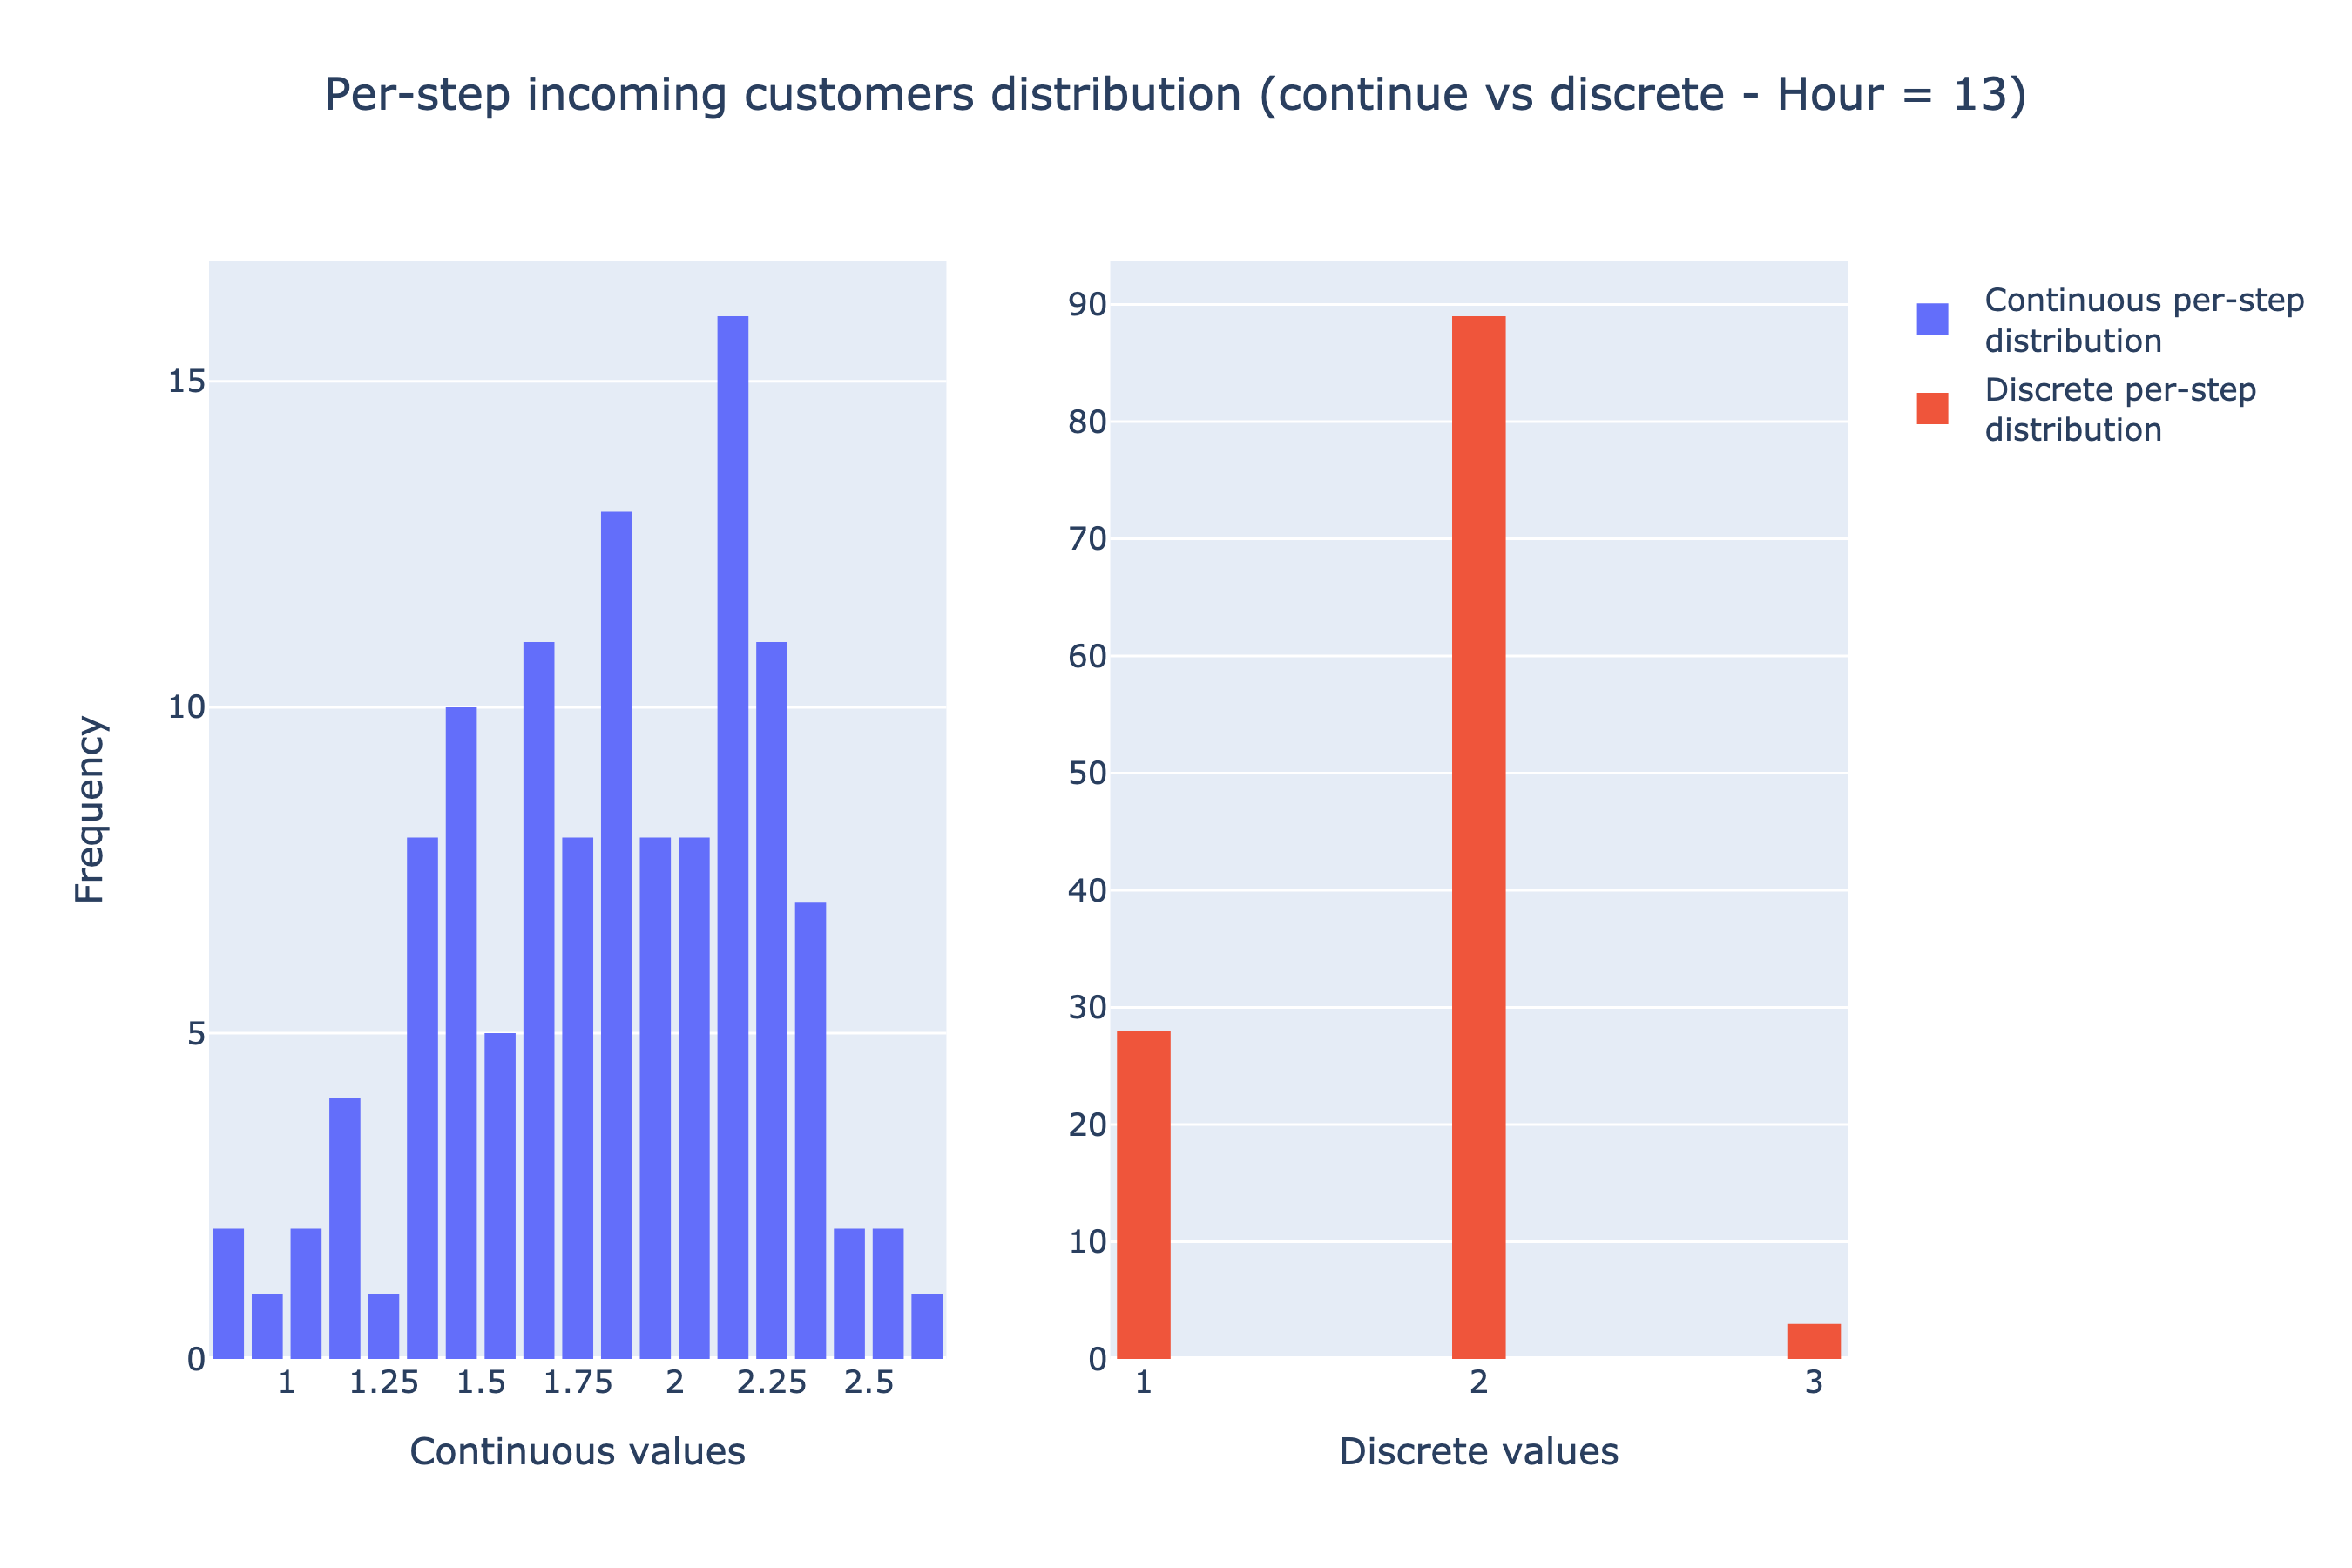 Per-step incoming customers distribution (continue vs discrete - Hour = 13)
Frequency
15
10
5
0
1 1.25 1.5 1.75 2 2.25 2.5
Continuous values
90
80
70
60
50
40
30
20
10
0
1 2 3
Discrete values
Continuous per-step
distribution
Discrete per-step
distribution